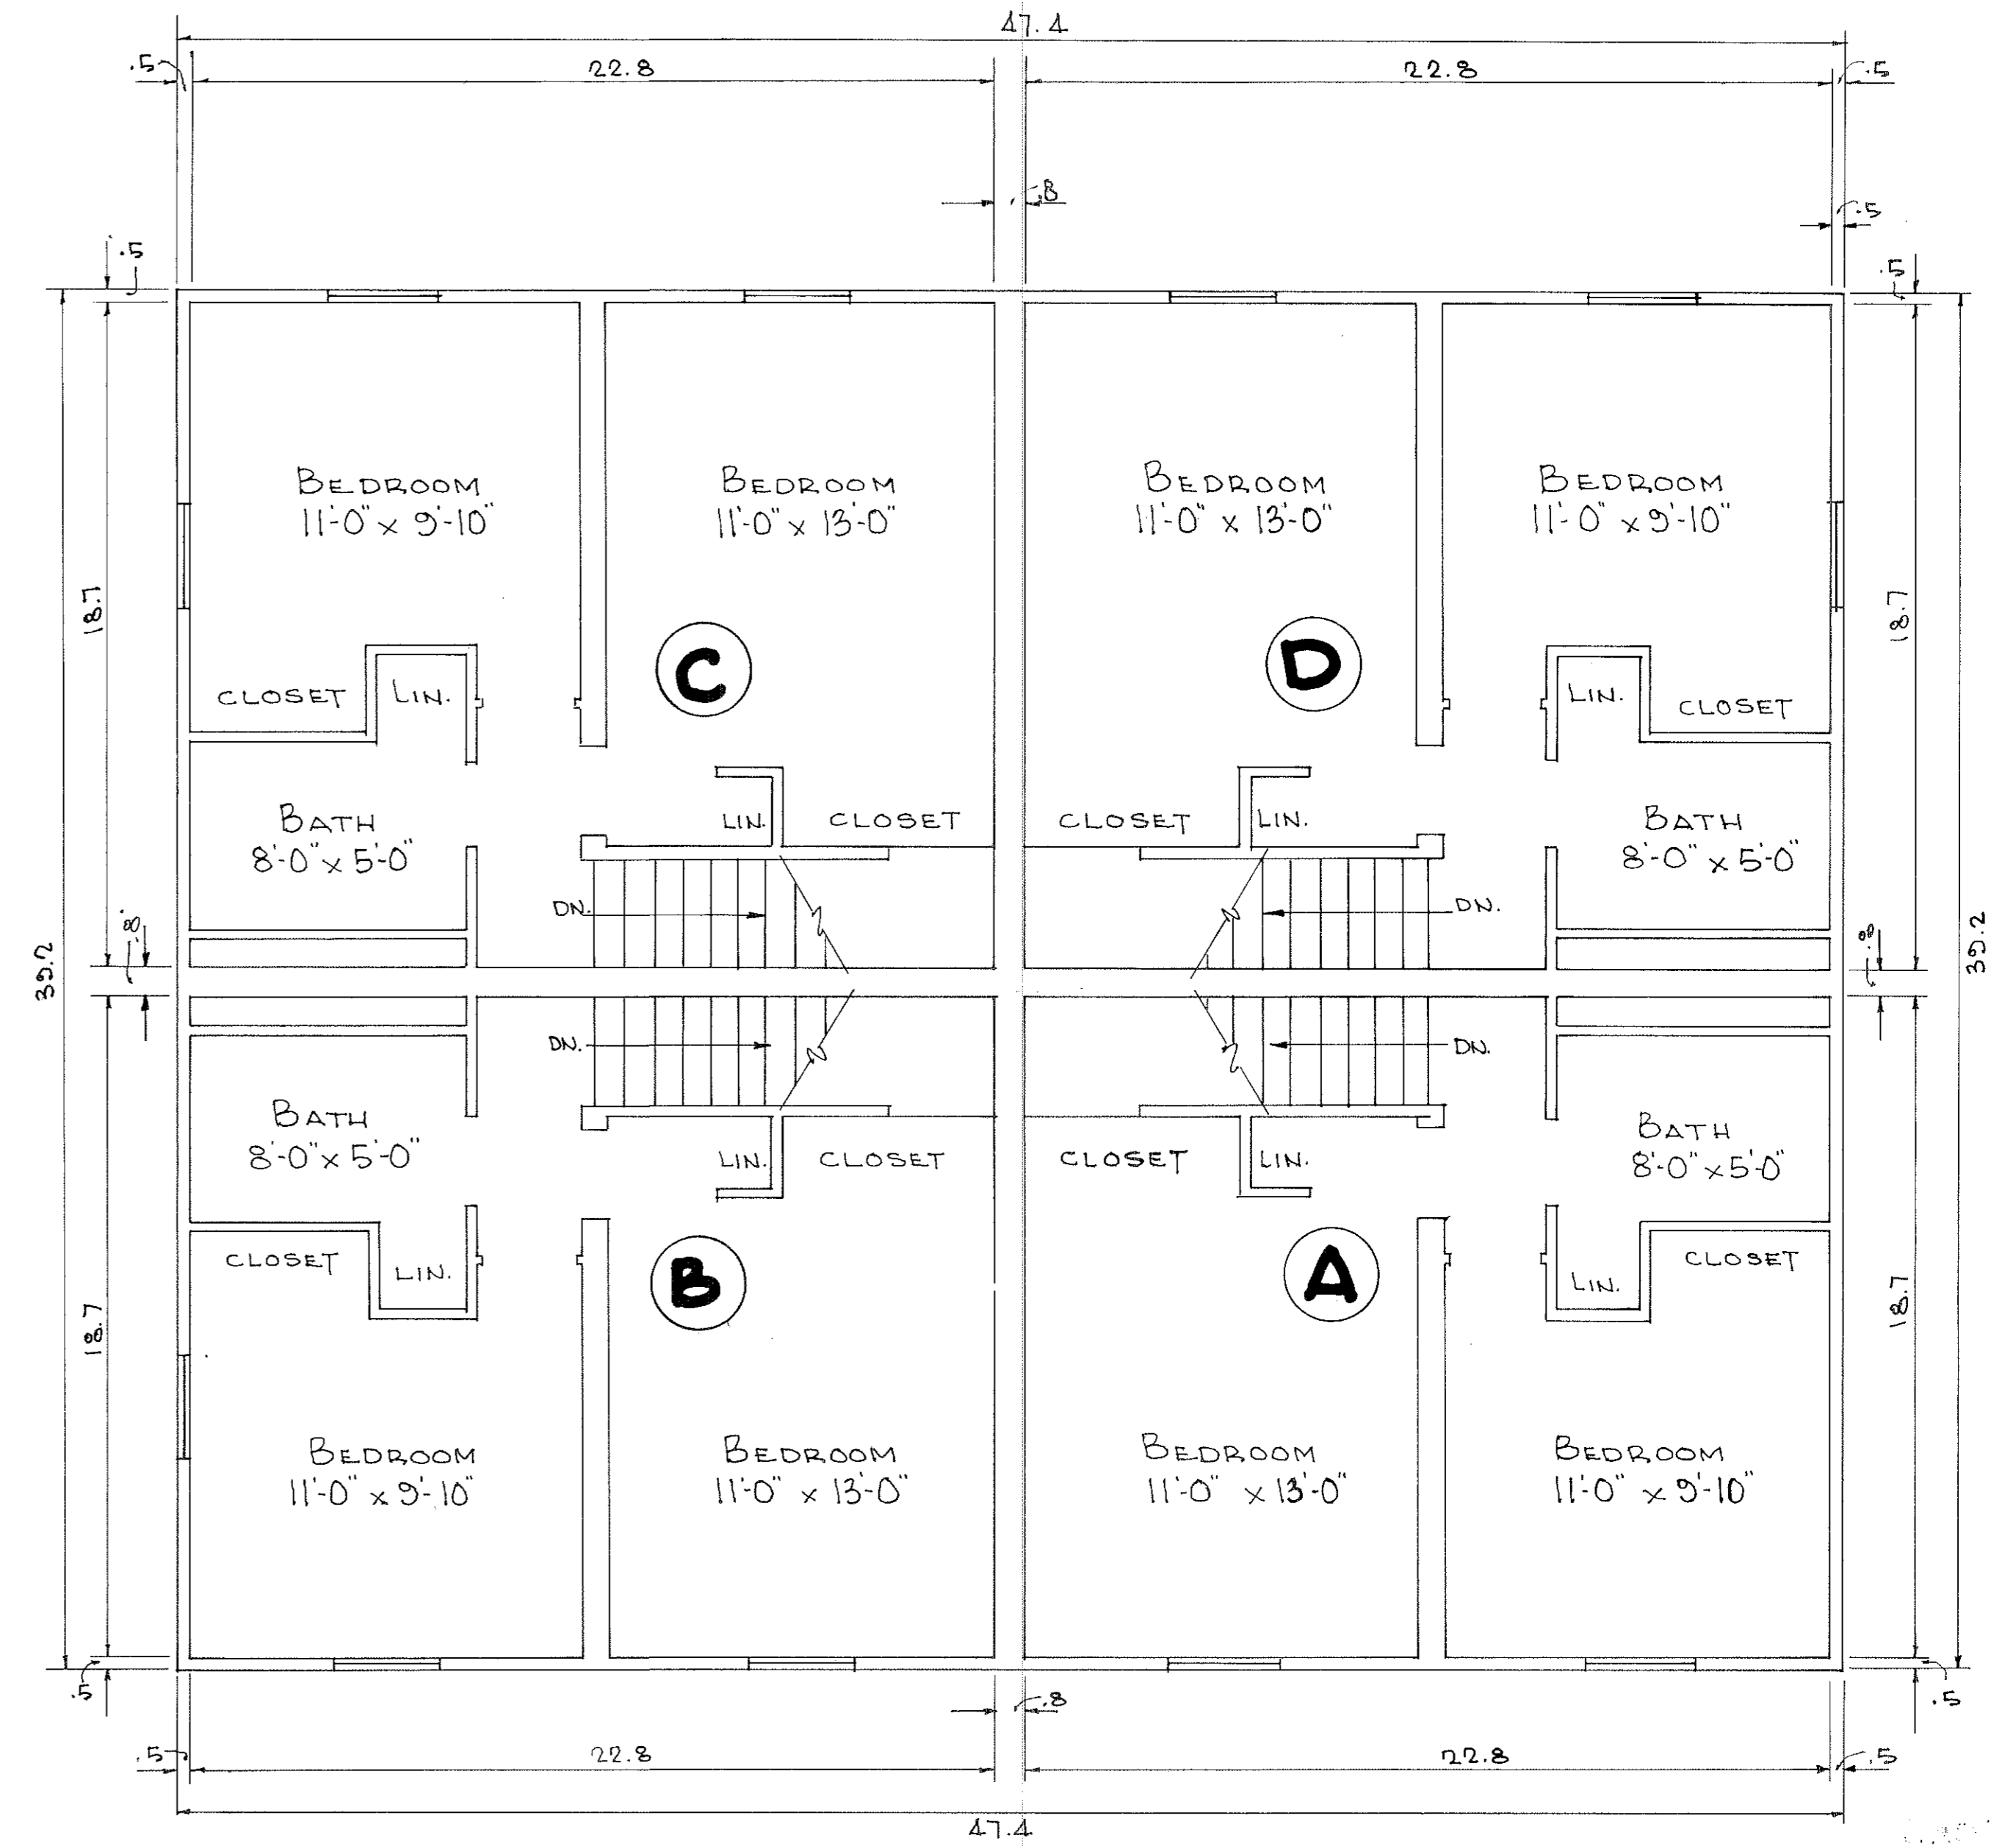 47.4
.5
22.8
22.8
.5
.8
.5
.5
.5
BEDROOM
11'-0" x 9'-10"
BEDROOM
11'-0" x 13'-0"
BEDROOM
11'-0" x 13'-0"
BEDROOM
11'-0" x 9'-10"
18.7
18.7
C
D
CLOSET
LIN.
LIN.
CLOSET
BATH
8'-0" x 5'-0"
LIN.
CLOSET
CLOSET
LIN.
BATH
8'-0" x 5'-0"
DN.
DN.
.8
.8
39.2
39.2
DN.
DN.
BATH
8'-0" x 5'-0"
LIN.
CLOSET
CLOSET
LIN.
BATH
8'-0" x 5'-0"
CLOSET
LIN.
B
A
LIN.
CLOSET
18.7
18.7
BEDROOM
11'-0" x 9'-10"
BEDROOM
11'-0" x 13'-0"
BEDROOM
11'-0" x 13'-0"
BEDROOM
11'-0" x 9'-10"
.5
.8
.5
.5
22.8
22.8
.5
47.4